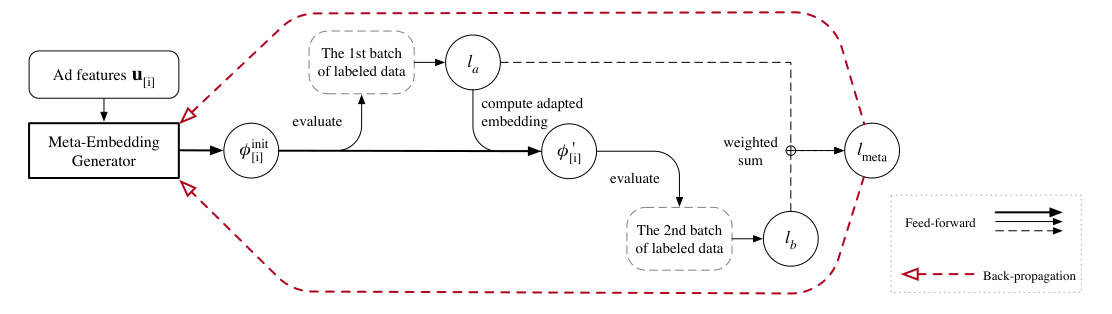 Ad features u[i]
Meta-Embedding
Generator
ϕ[i]init
evaluate
The 1st batch
of labeled data
la
compute adapted
embedding
ϕ[i]'
evaluate
The 2nd batch
of labeled data
lb
weighted
sum
lmeta
Feed-forward
Back-propagation